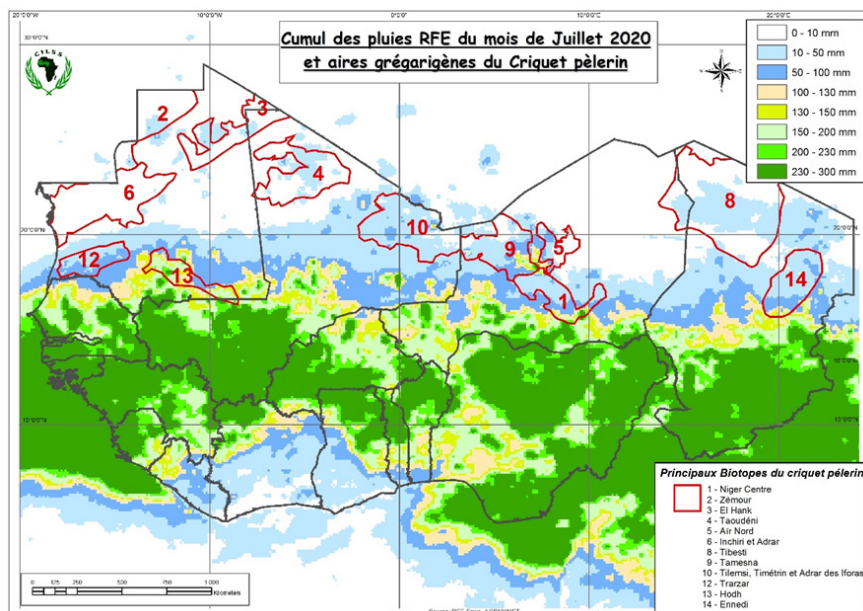 Cumul des pluies RFE du mois de Juillet 2020
et aires grégarigènes du Criquet pèlerin
CILSS
20°0'0"W
10°0'0"W
0°0'0"
10°0'0"E
20°0'0"E
0 - 10 mm
10 - 50 mm
50 - 100 mm
100 - 130 mm
130 - 150 mm
150 - 200 mm
200 - 230 mm
230 - 300 mm
2
3
4
6
8
10
9
5
12
13
1
14
Principaux Biotopes du criquet pélerin
1 - Niger Centre
2 - Zémour
3 - El Hank
4 - Taoudéni
5 - Aïr Nord
6 - Inchiri et Adrar
8 - Tibesti
9 - Tamesna
10 - Tilemsi, Timétrin et Adrar des Iforas
12 - Trarzar
13 - Hodh
14 - Ennedi
0 125 250 500 750 1 000
Kilometers
10°0'0"W
0°0'0"
10°0'0"E